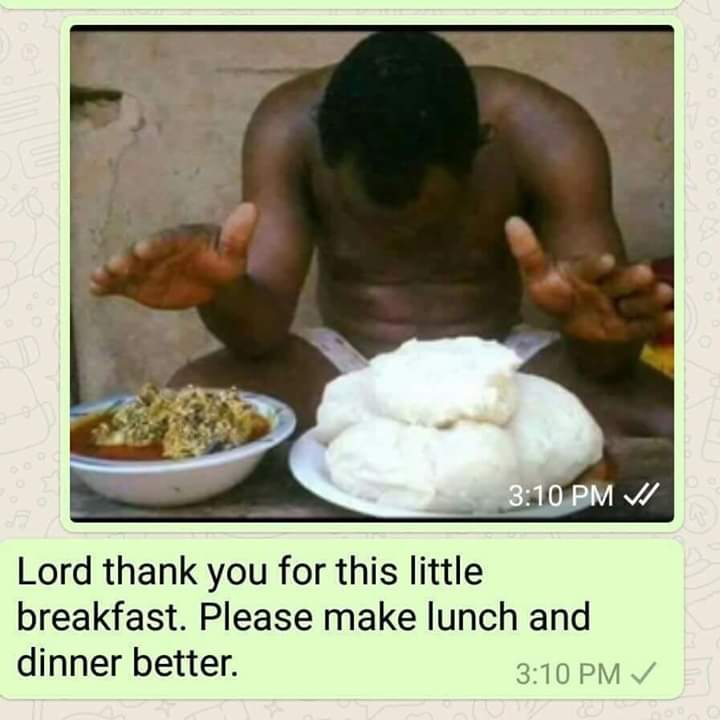 3:10 PM
Lord thank you for this little
breakfast. Please make lunch and
dinner better.
3:10 PM